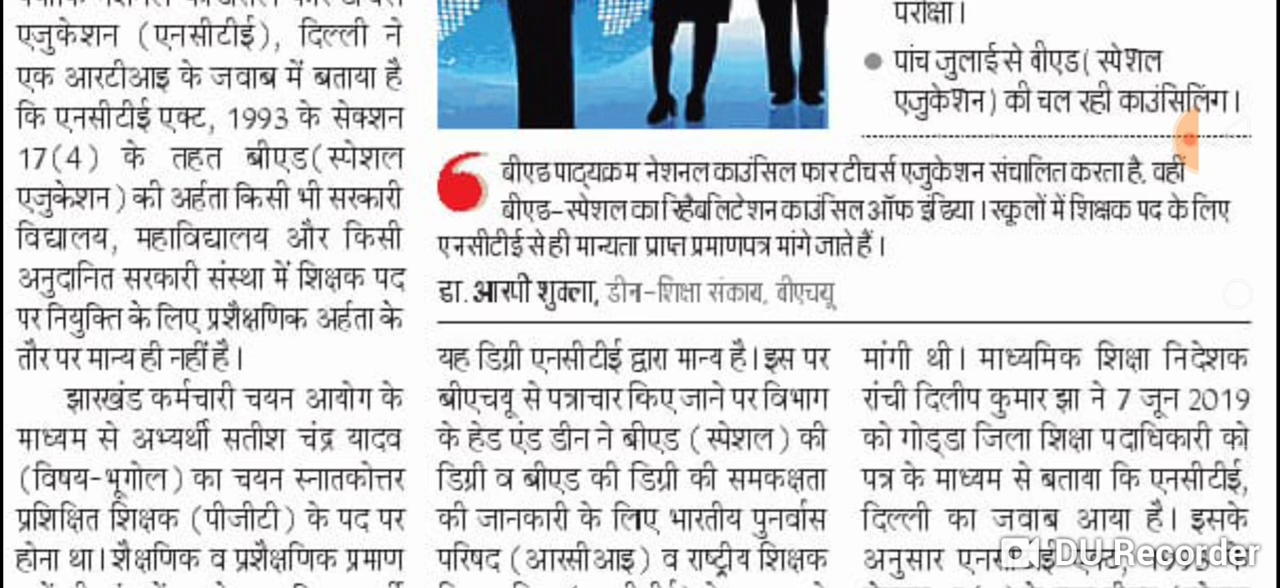 एजुकेशन (एनसीटीई), दिल्ली ने
एक आरटीआइ के जवाब में बताया है
कि एनसीटीई एक्ट, 1993 के सेक्शन
17(4) के तहत बीएड(स्पेशल
एजुकेशन) की अर्हता किसी भी सरकारी
विद्यालय, महाविद्यालय और किसी
अनुदानित सरकारी संस्था में शिक्षक पद
पर नियुक्ति के लिए प्रशैक्षणिक अर्हता के
तौर पर मान्य ही नहीं है।
झारखंड कर्मचारी चयन आयोग के
माध्यम से अभ्यर्थी सतीश चंद्र यादव
(विषय-भूगोल) का चयन स्नातकोत्तर
प्रशिक्षित शिक्षक (पीजीटी) के पद पर
होना था। शैक्षणिक व प्रशैक्षणिक प्रमाण
परीक्षा।
● पांच जुलाई से बीएड( स्पेशल
एजुकेशन) की चल रही काउंसिलिंग।
बीएड पाठ्यक्रम नेशनल काउंसिल फार टीचर्स एजुकेशन संचालित करता है, वहीं
बीएड-स्पेशल का रिहैबलिटेशन काउंसिल ऑफ इंडिया। स्कूलों में शिक्षक पद के लिए
एनसीटीई से ही मान्यता प्राप्त प्रमाणपत्र मांगे जाते हैं।
डा. आरपी शुक्ला, डीन-शिक्षा संकाय, बीएचयू
यह डिग्री एनसीटीई द्वारा मान्य है। इस पर
बीएचयू से पत्राचार किए जाने पर विभाग
के हेड एंड डीन ने बीएड (स्पेशल) की
डिग्री व बीएड की डिग्री की समकक्षता
की जानकारी के लिए भारतीय पुनर्वास
परिषद (आरसीआइ) व राष्ट्रीय शिक्षक
मांगी थी। माध्यमिक शिक्षा निदेशक
रांची दिलीप कुमार झा ने 7 जून 2019
को गोड्डा जिला शिक्षा पदाधिकारी को
पत्र के माध्यम से बताया कि एनसीटीई,
दिल्ली का जवाब आया है। इसके
अनुसार एक्ट, 1993 के
DU Recorder